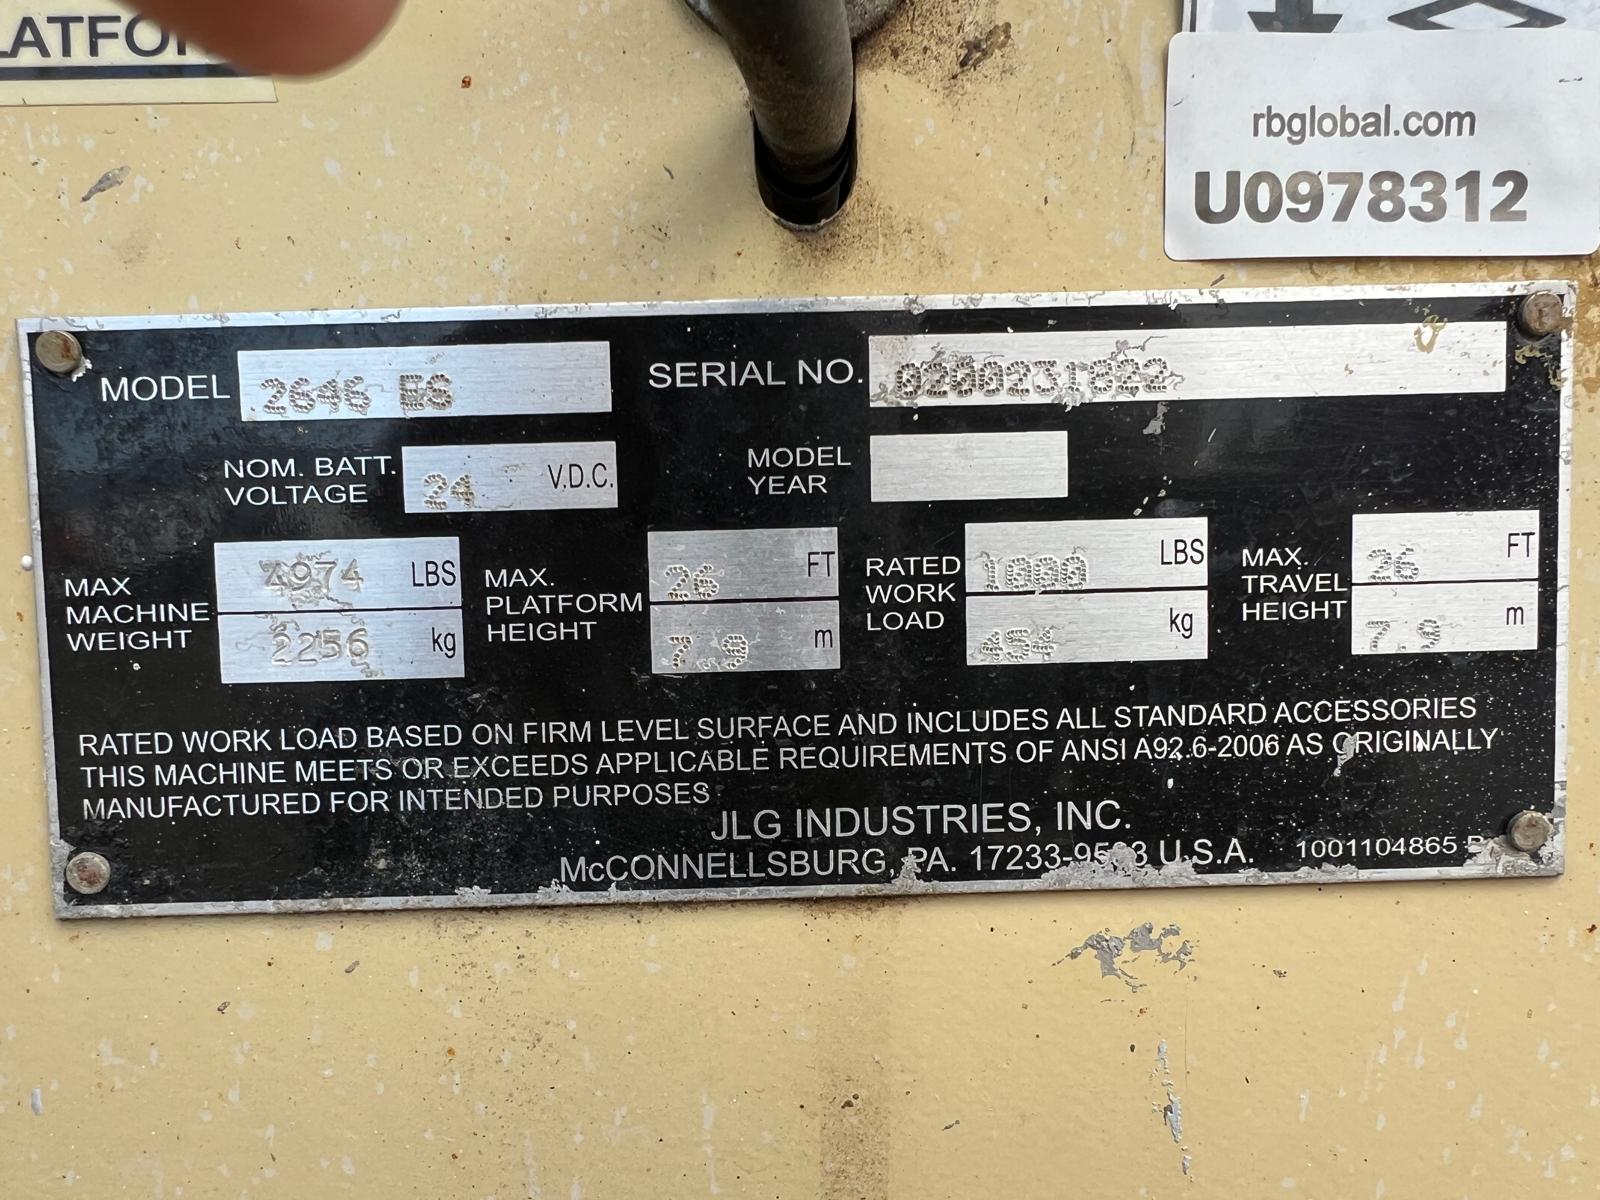 LATFOR
rbglobal.com
U0978312
MODEL 2646 ES
SERIAL NO. 0200231822
NOM. BATT. VOLTAGE 24 V.D.C.
MODEL YEAR
MAX MACHINE WEIGHT
4974 LBS
2256 kg
MAX. PLATFORM HEIGHT
26 FT
7.9 m
RATED WORK LOAD
1000 LBS
454 kg
MAX. TRAVEL HEIGHT
26 FT
7.9 m
RATED WORK LOAD BASED ON FIRM LEVEL SURFACE AND INCLUDES ALL STANDARD ACCESSORIES
THIS MACHINE MEETS OR EXCEEDS APPLICABLE REQUIREMENTS OF ANSI A92.6-2006 AS ORIGINALLY
MANUFACTURED FOR INTENDED PURPOSES
JLG INDUSTRIES, INC.
McCONNELLSBURG, PA. U.S.A.
1001104865